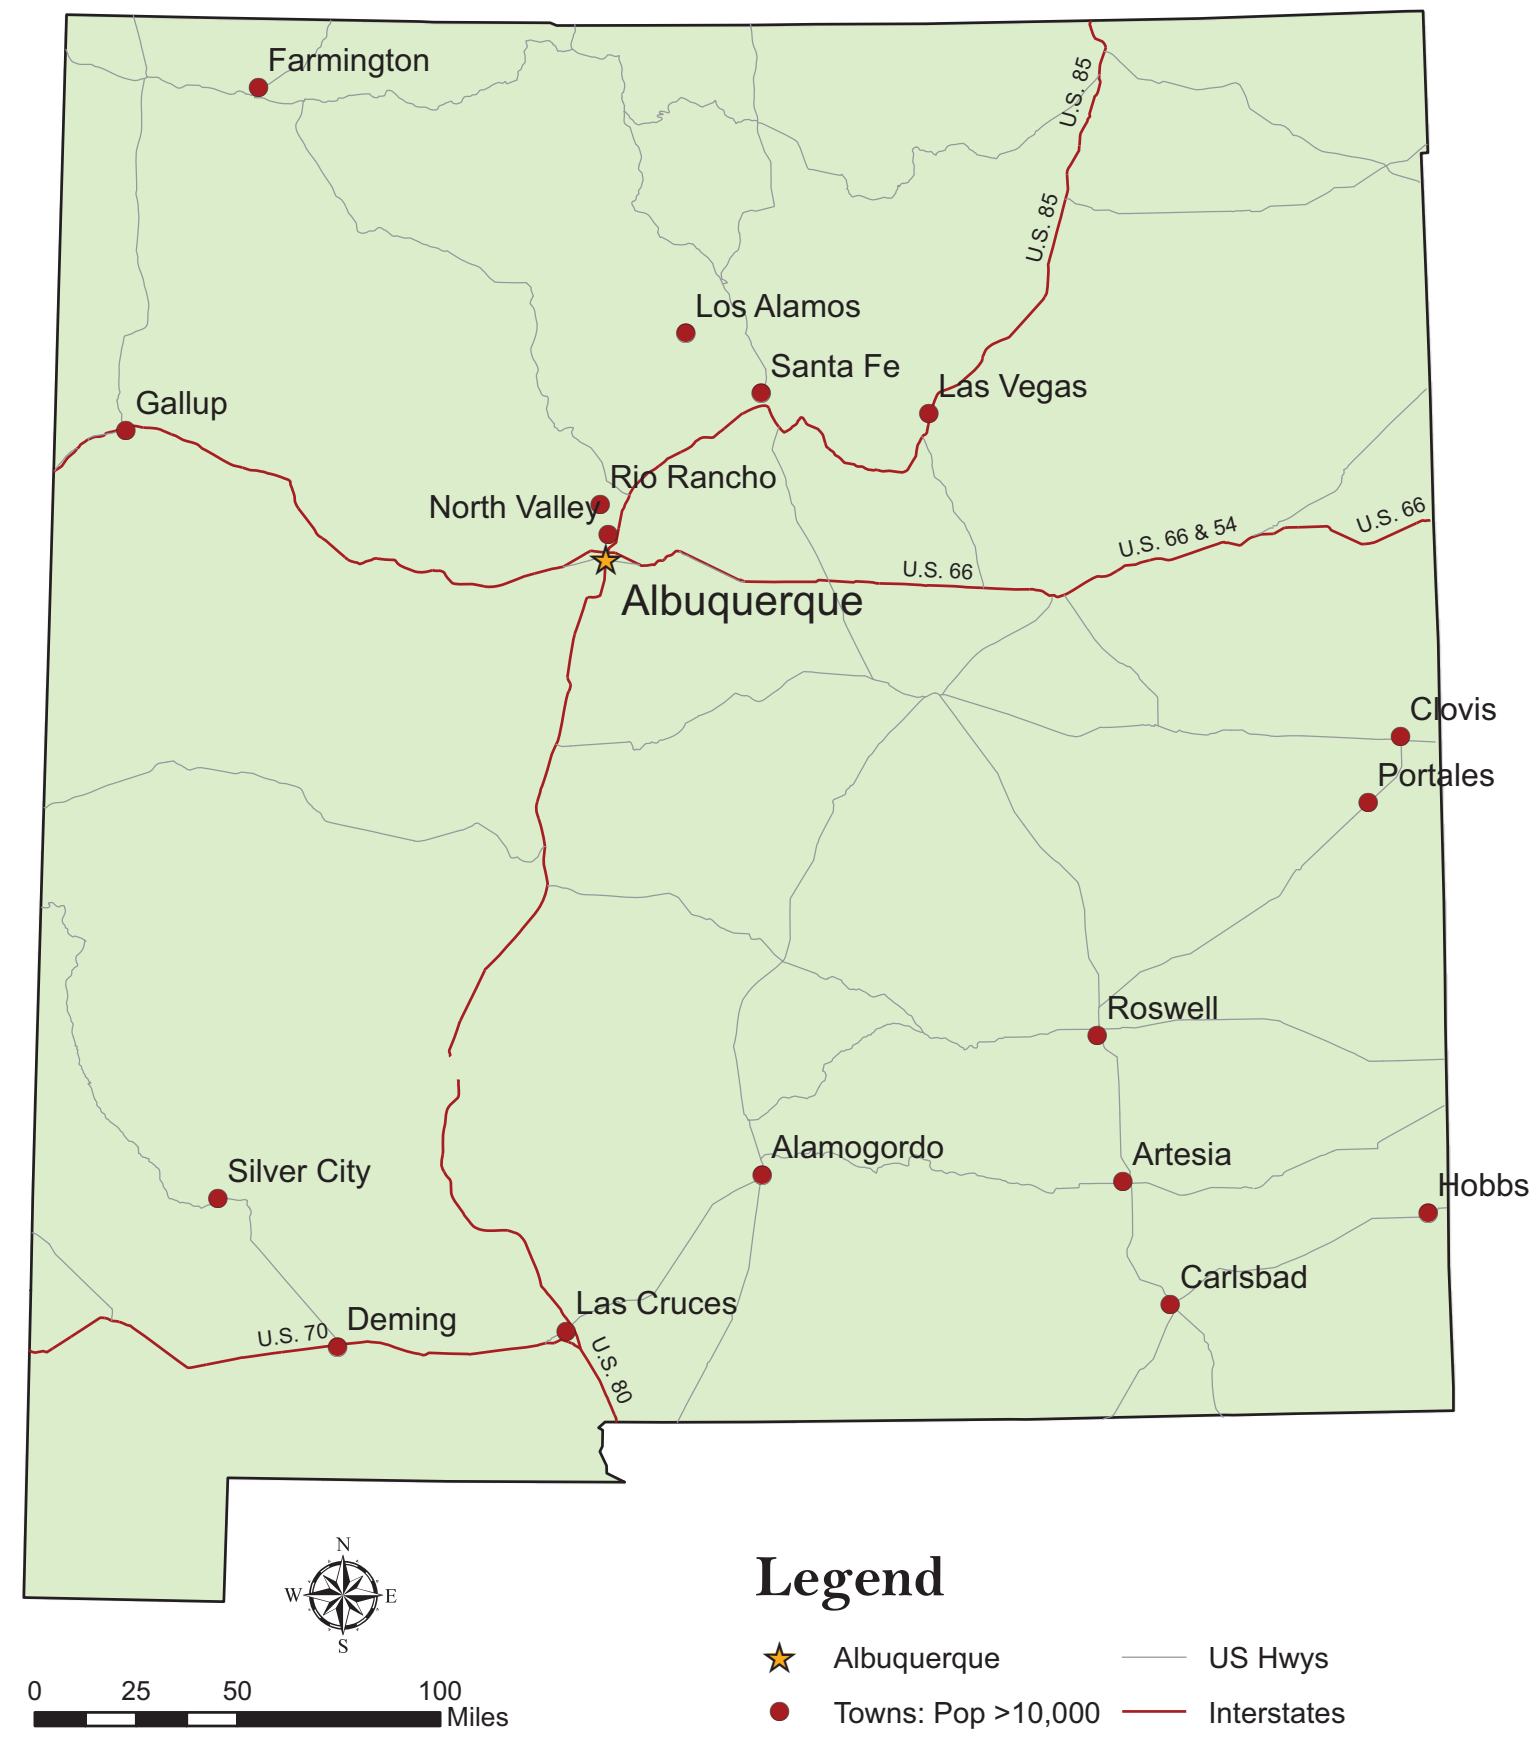 Farmington
U.S. 85
U.S. 85
Los Alamos
Santa Fe
Las Vegas
Gallup
Rio Rancho
North Valley
U.S. 66
U.S. 66 & 54
U.S. 66
Albuquerque
Clovis
Portales
Roswell
Alamogordo
Artesia
Silver City
Hobbs
Carlsbad
Las Cruces
Deming
U.S. 70
U.S. 80
N
W
E
S
Legend
Albuquerque
US Hwys
Towns: Pop >10,000
Interstates
0 25 50 100
Miles